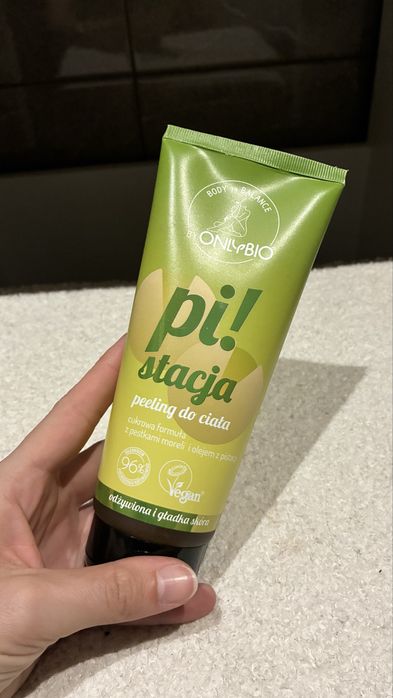 BODY in BALANCE
BY ONLYBIO
pi!
stacja
peeling do ciała
cukrowa formuła
z pestkami moreli i olejem z
96%
Vegan
odżywiona i gładka skóra